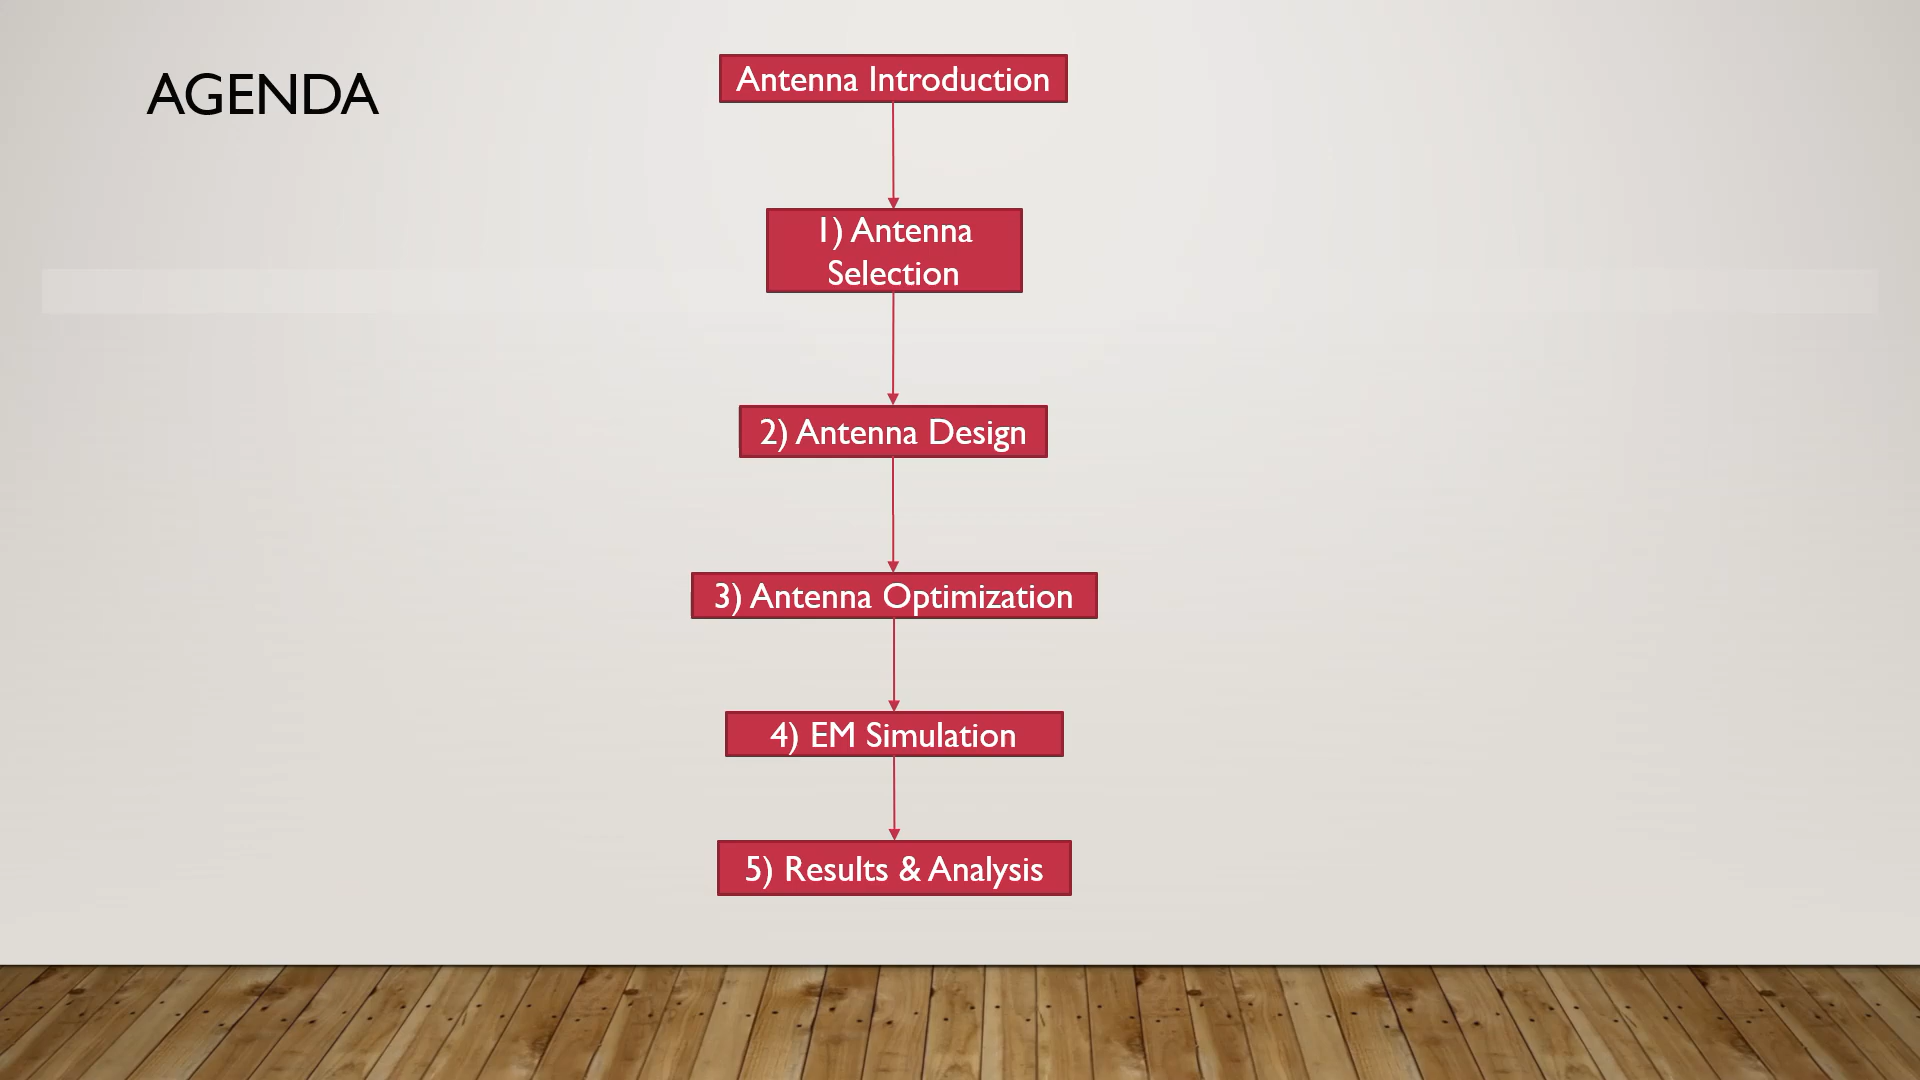 AGENDA
Antenna Introduction
1) Antenna
Selection
2) Antenna Design
3) Antenna Optimization
4) EM Simulation
5) Results & Analysis